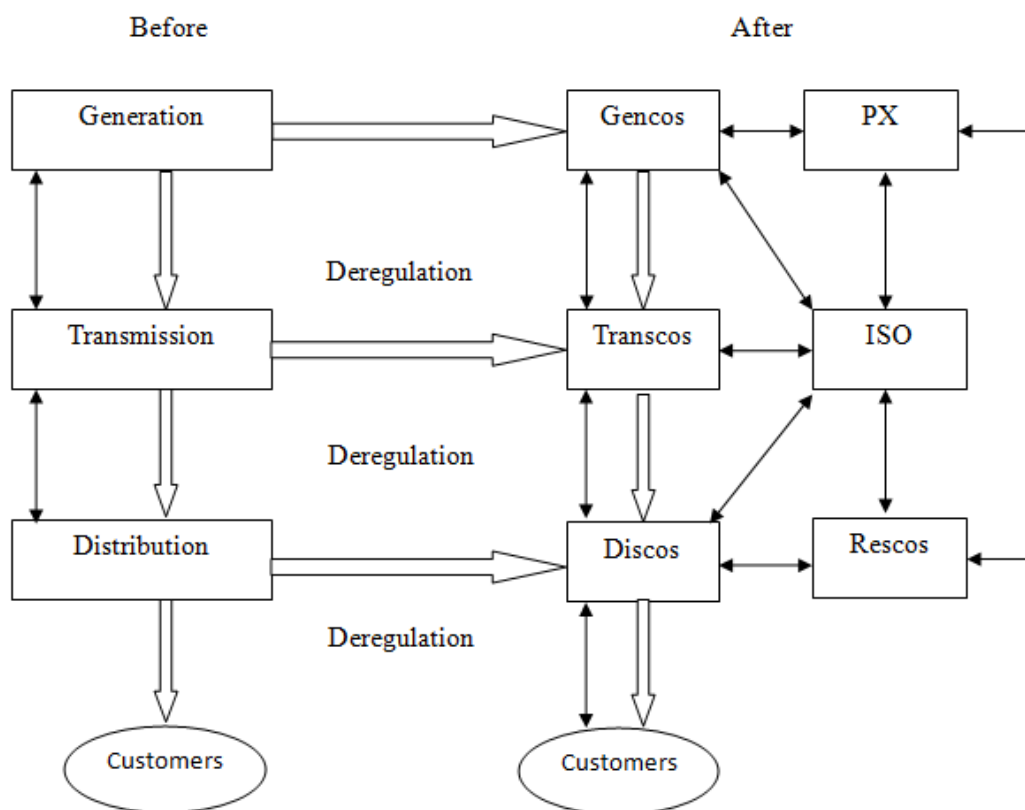 Before
After
Generation
Gencos
PX
Deregulation
Transmission
Transcos
ISO
Deregulation
Distribution
Discos
Rescos
Deregulation
Customers
Customers